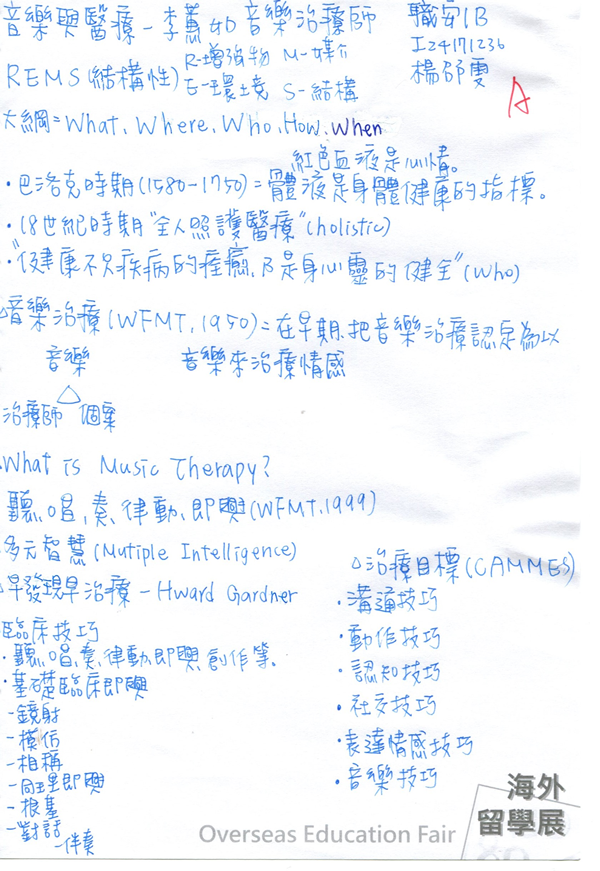 音樂與醫療-李蕙如音樂治療師
職安1B
I24171236
楊邵雯
A
R-增強物 M-媒介
REMS(結構性)
E-環境 S-結構
大綱=What、Where、Who、How、When
紅色血液是心情。
・巴洛克時期(1580-1750)=體液是身體健康的指標。
・18世紀時期"全人照護醫療"(holistic)
・"健康不只疾病的痊癒,乃是身心靈的健全"(Who)
音樂治療(WFMT,1950)=在早期、把音樂治療認定為以
音樂來治療情感
音樂
△
治療師 個案
What is Music Therapy?
聽、唱、奏、律動、即興(WFMT,1999)
多元智慧(Mutiple Intelligence)
早發現早治療-Hward Gardner
臨床技巧
・聽、唱、奏、律動、即興、創作等.
・基礎臨床即興
-鏡射
-模仿
-相稱
-同理即興
-根基
-對話
-伴奏
△治療目標(CAMMES)
・溝通技巧
・動作技巧
・認知技巧
・社交技巧
・表達情感技巧
・音樂技巧
海外
留學展
Overseas Education Fair